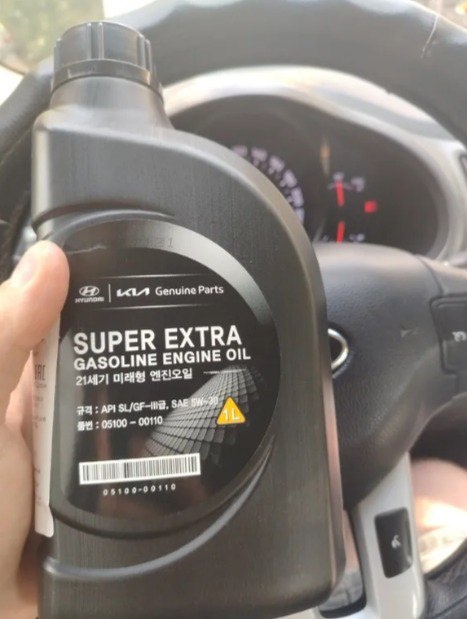 HYUNDAI | KIA Genuine Parts
SUPER EXTRA
GASOLINE ENGINE OIL
21세기 미래형 엔진오일
규격 : API SL/GF-III급, SAE 5W-30
1L
품번 : 05100 - 00110
05100-00110